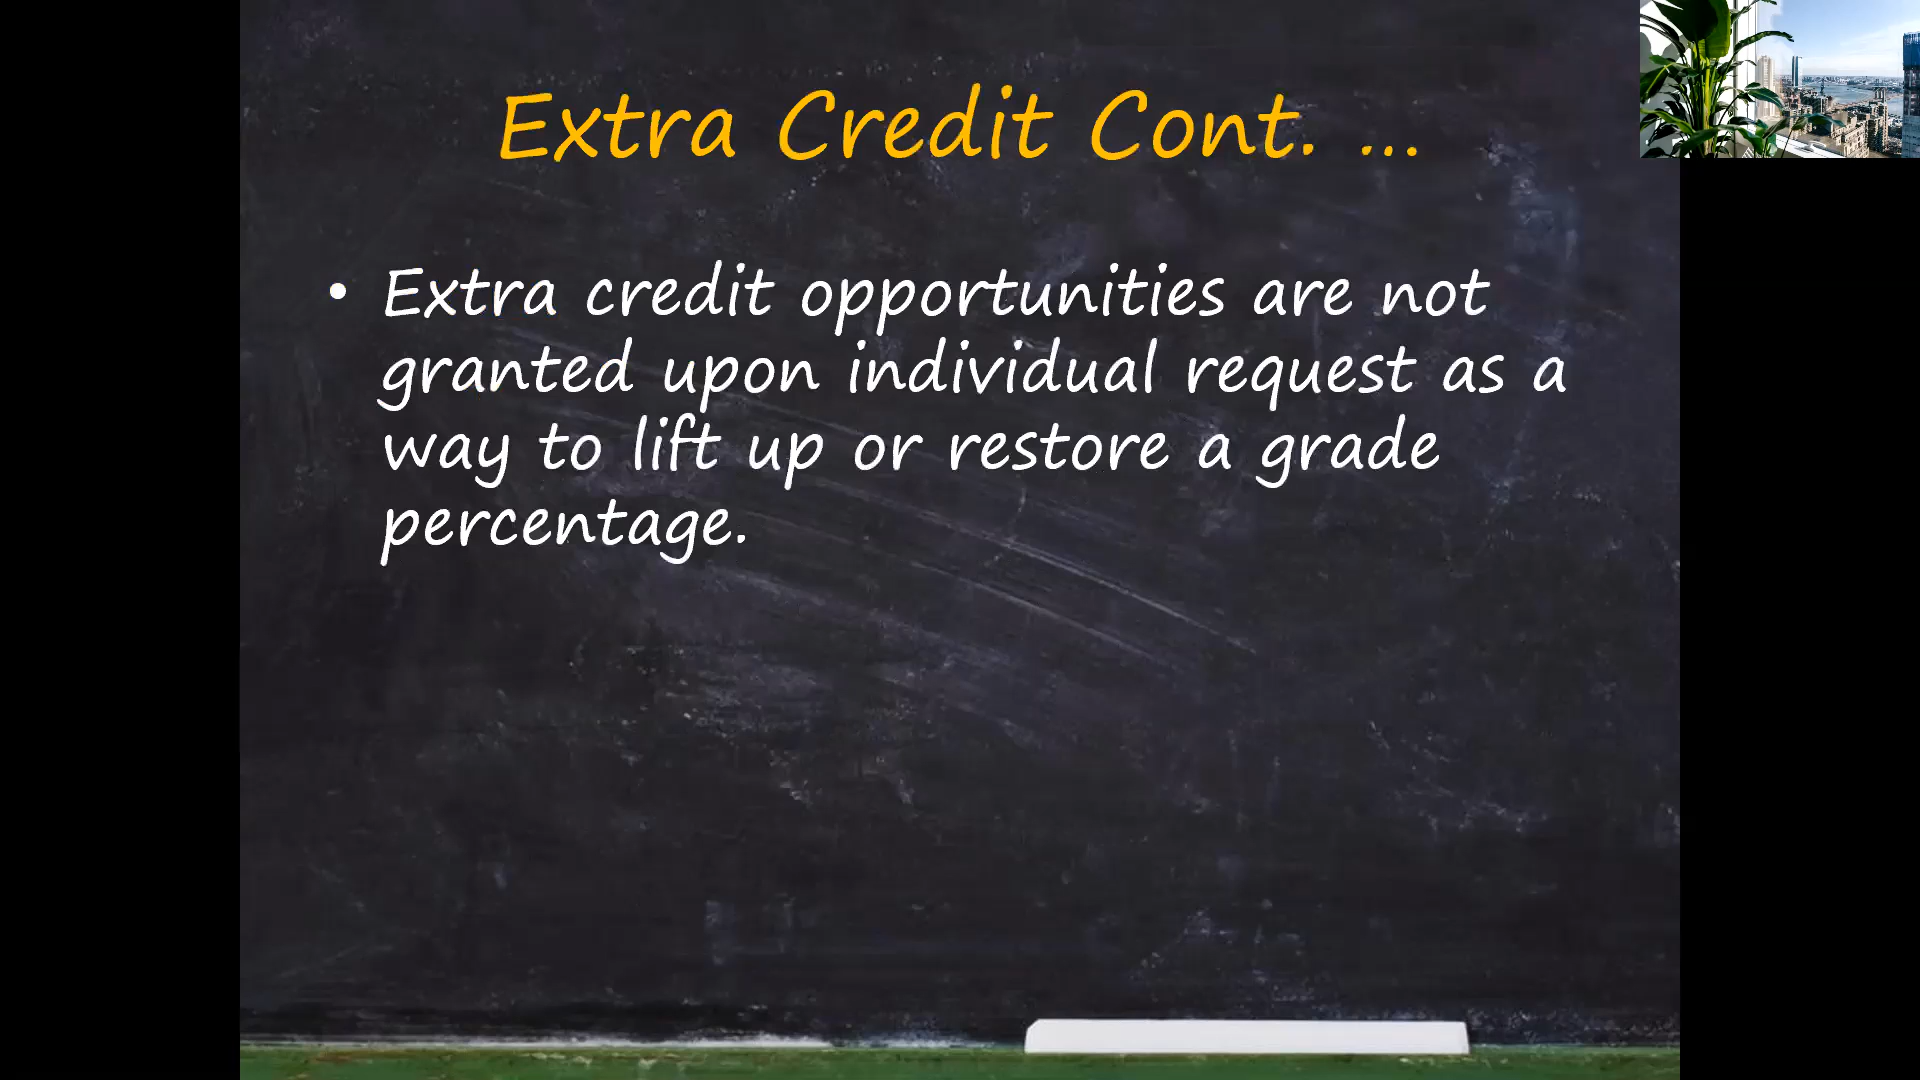 Extra Credit Cont. ...
• Extra credit opportunities are not
granted upon individual request as a
way to lift up or restore a grade
percentage.